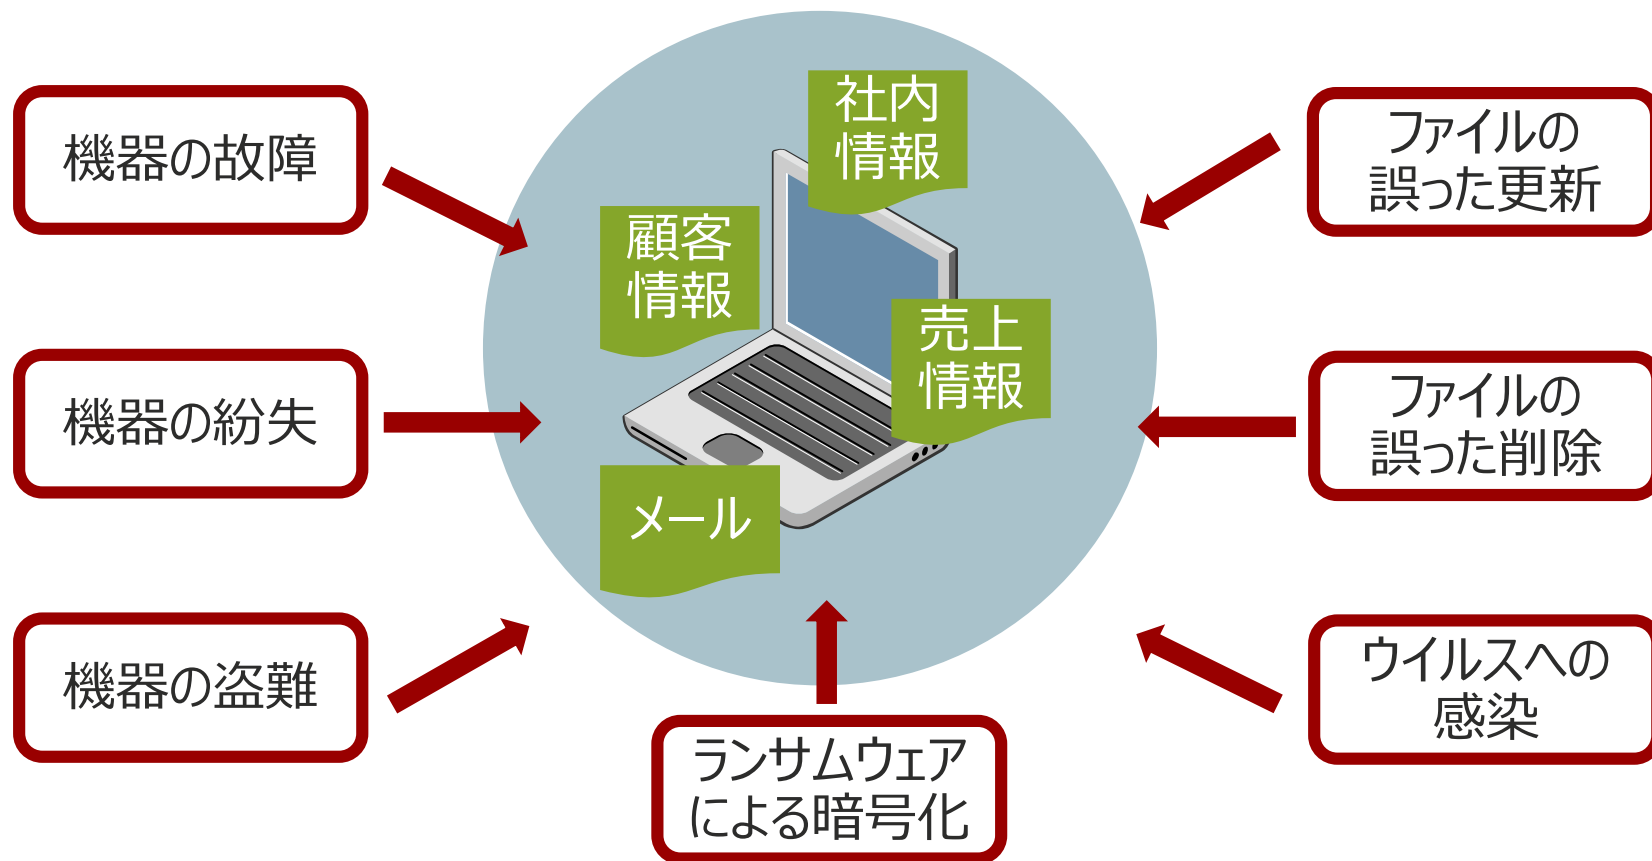 機器の故障
機器の紛失
機器の盗難
社内
情報
顧客
情報
売上
情報
メール
ランサムウェア
による暗号化
ファイルの
誤った更新
ファイルの
誤った削除
ウイルスへの
感染